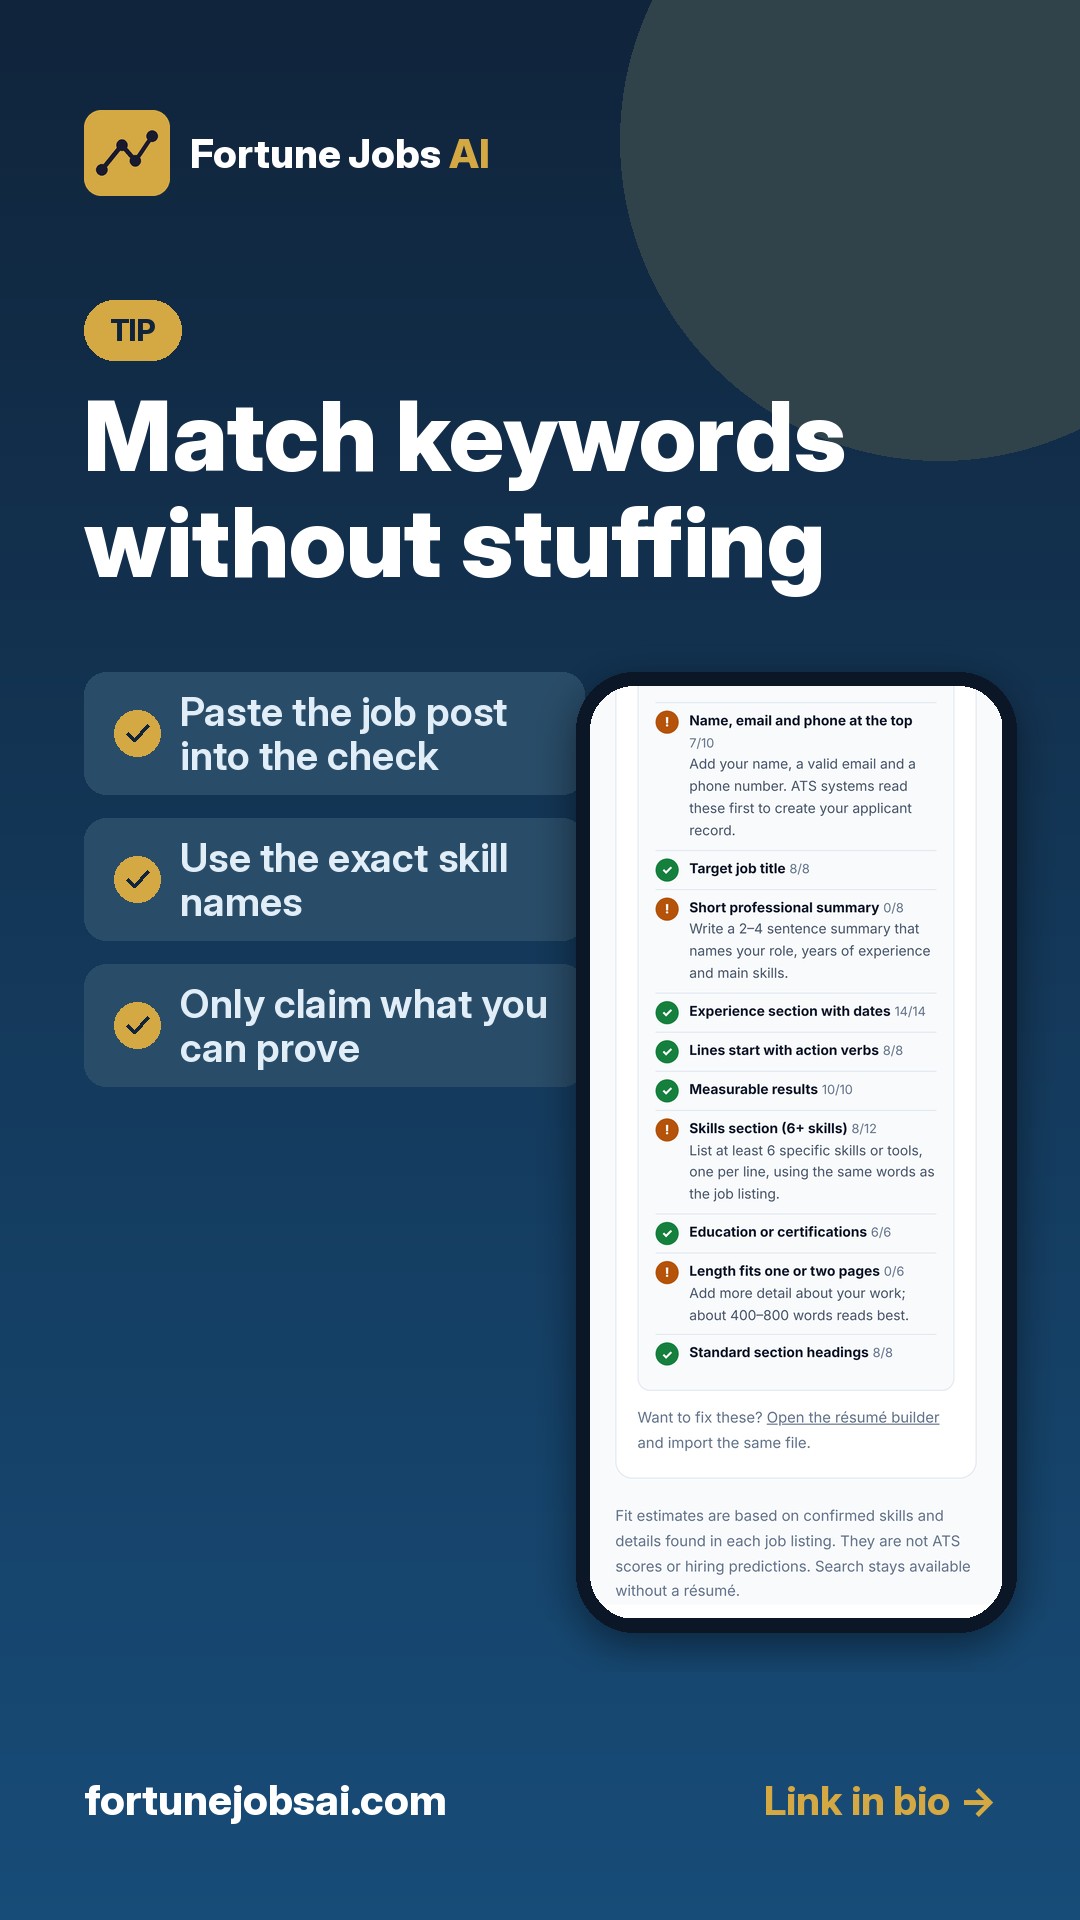 Fortune Jobs AI
TIP
Match keywords
without stuffing
Paste the job post
into the check
Use the exact skill
names
Only claim what you
can prove
Name, email and phone at the top
7/10
Add your name, a valid email and a
phone number. ATS systems read
these first to create your applicant
record.
Target job title 8/8
Short professional summary 0/8
Write a 2–4 sentence summary that
names your role, years of experience
and main skills.
Experience section with dates 14/14
Lines start with action verbs 8/8
Measurable results 10/10
Skills section (6+ skills) 8/12
List at least 6 specific skills or tools,
one per line, using the same words as
the job listing.
Education or certifications 6/6
Length fits one or two pages 0/6
Add more detail about your work;
about 400–800 words reads best.
Standard section headings 8/8
Want to fix these? Open the résumé builder
and import the same file.
Fit estimates are based on confirmed skills and
details found in each job listing. They are not ATS
scores or hiring predictions. Search stays available
without a résumé.
fortunejobsai.com
Link in bio →